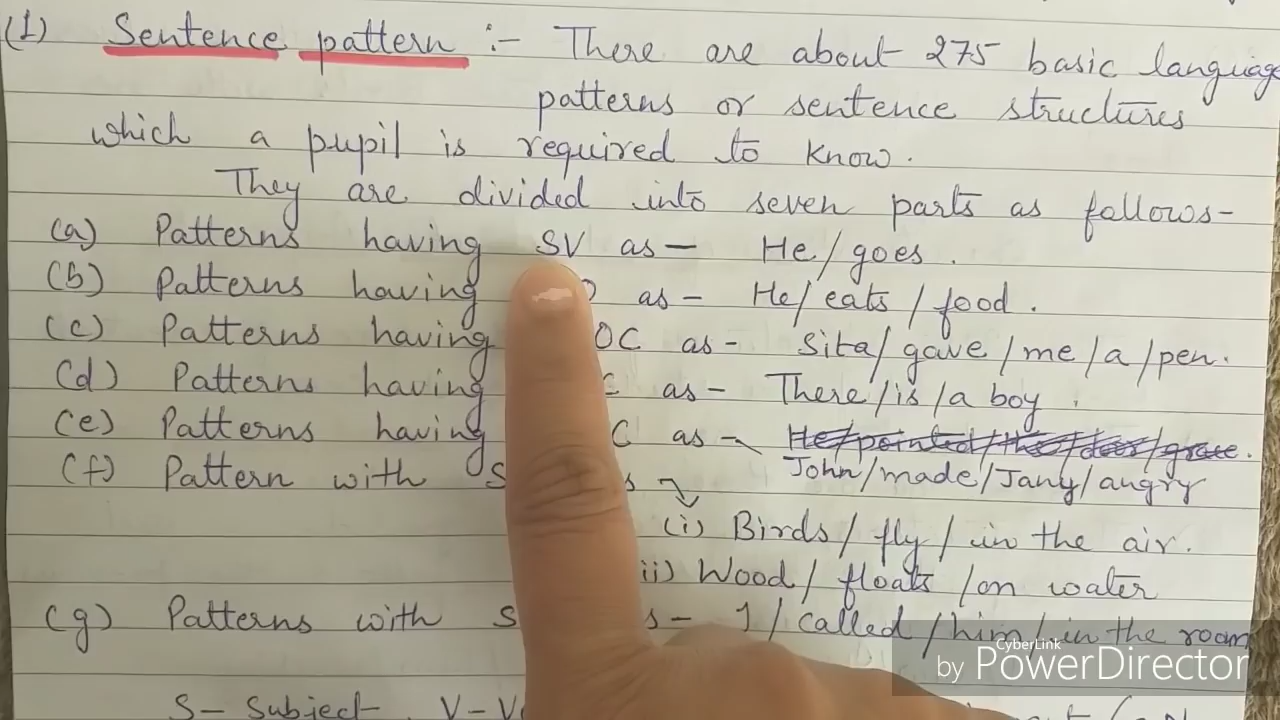 (1) Sentence pattern :- There are about 275 basic language
patterns or sentence structures
which a pupil is required to know.
They are divided into seven parts as follows-
(a) Patterns having SV as - He/goes.
(b) Patterns having as - He/eats/food.
(c) Patterns having OC as - Sita/gave/me/a/pen.
(d) Patterns having as - There/is/a boy.
(e) Patterns having C as - He/painted/the/door/
John/made/Jany/angry
(f) Pattern with S
(i) Birds/fly/in the air.
ii) Wood/floats/on water
(g) Patterns with S - I/called/him/in the room
S- Subject, V-
CyberLink
by PowerDirector